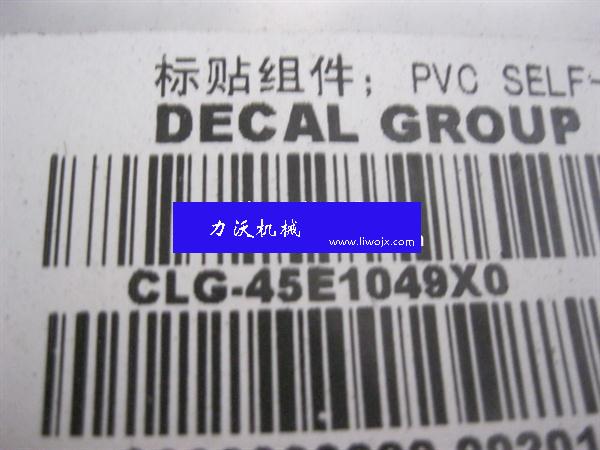 标贴组件; PVC SELF-
DECAL GROUP
力沃机械
www.liwojx.com
CLG-45E1049X0